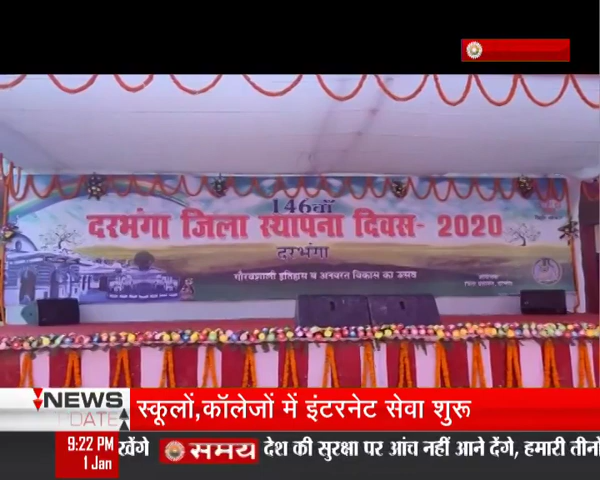 146वाँ
दरभंगा जिला स्थापना दिवस- 2020
दरभंगा
गौरवशाली इतिहास व अनवरत विकास का उत्सव
NEWS
UPDATE
स्कूलों,कॉलेजों में इंटरनेट सेवा शुरू
9:22 PM
1 Jan
खेंगे समय देश की सुरक्षा पर आंच नहीं आने देंगे, हमारी तीनो